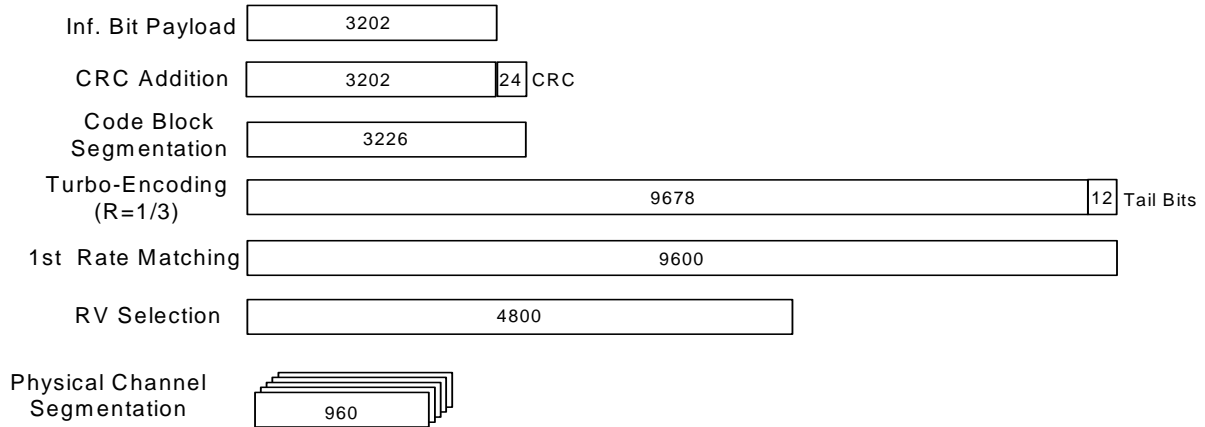 Inf. Bit Payload 3202
CRC Addition 3202 24 CRC
Code Block
Segmentation 3226
Turbo-Encoding
(R=1/3) 9678 12 Tail Bits
1st Rate Matching 9600
RV Selection 4800
Physical Channel
Segmentation 960